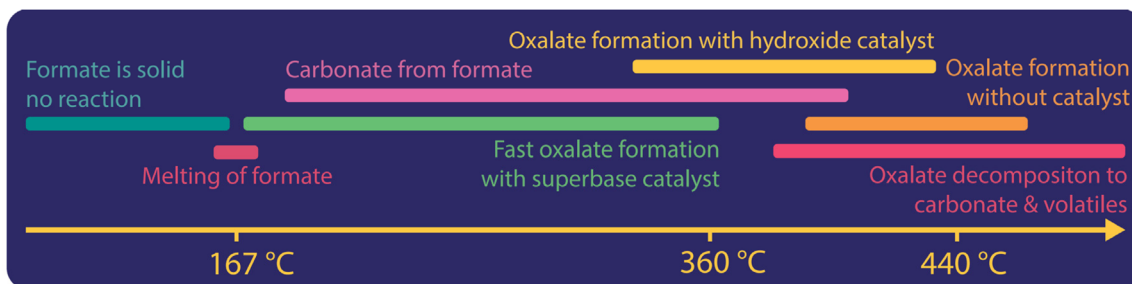 Oxalate formation with hydroxide catalyst
Formate is solid
no reaction
Carbonate from formate
Oxalate formation
without catalyst
Melting of formate
Fast oxalate formation
with superbase catalyst
Oxalate decompositon to
carbonate & volatiles
167 °C
360 °C
440 °C